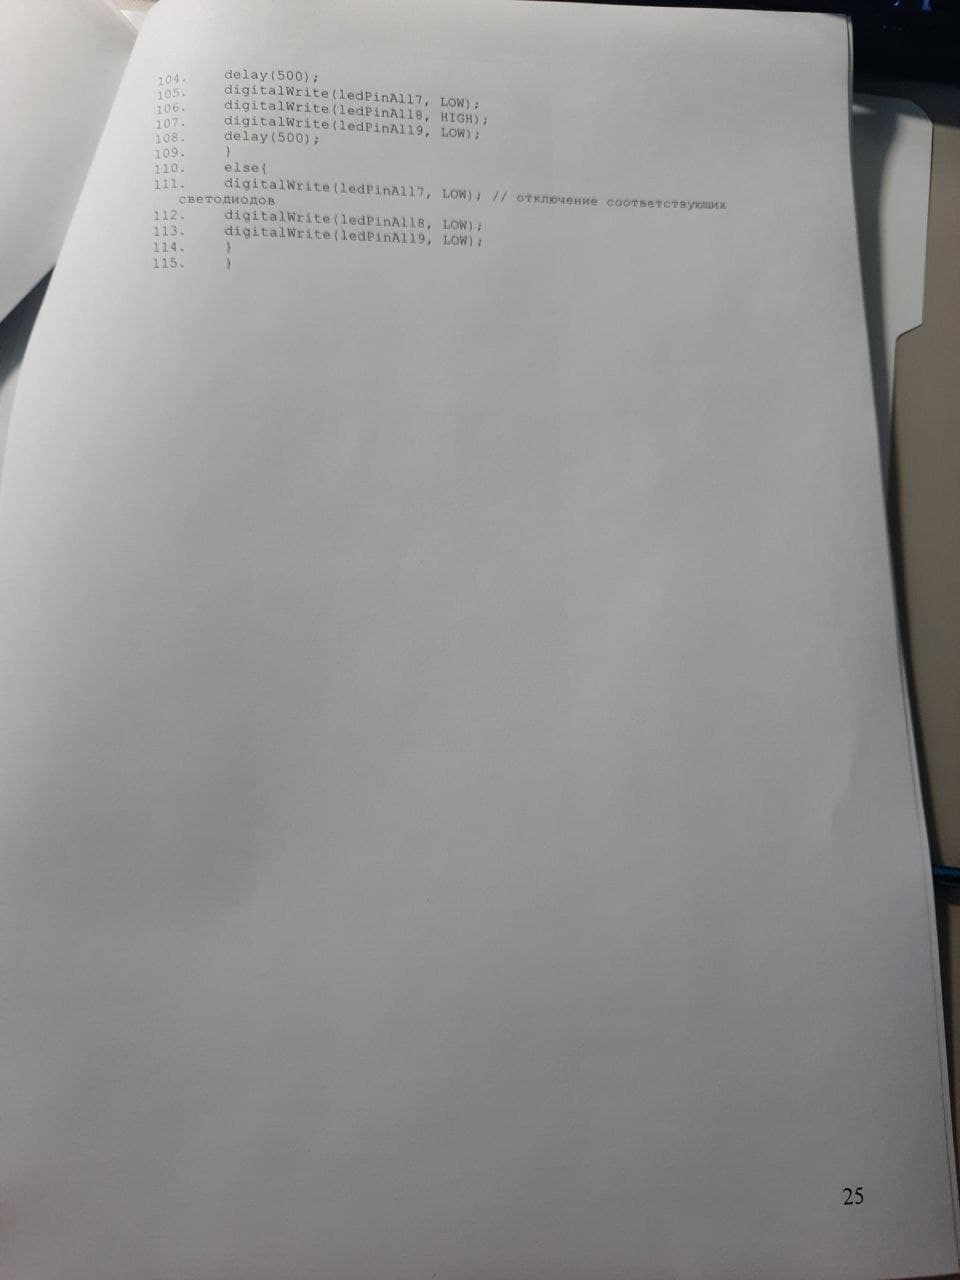 104. delay(500);
105. digitalWrite(ledPinAll7, LOW);
106. digitalWrite(ledPinAll8, HIGH);
107. digitalWrite(ledPinAll9, LOW);
108. delay(500);
109. }
110. else{
111. digitalWrite(ledPinAll7, LOW); // отключение соответствующих
светодиодов
112. digitalWrite(ledPinAll8, LOW);
113. digitalWrite(ledPinAll9, LOW);
114. }
115. }
25